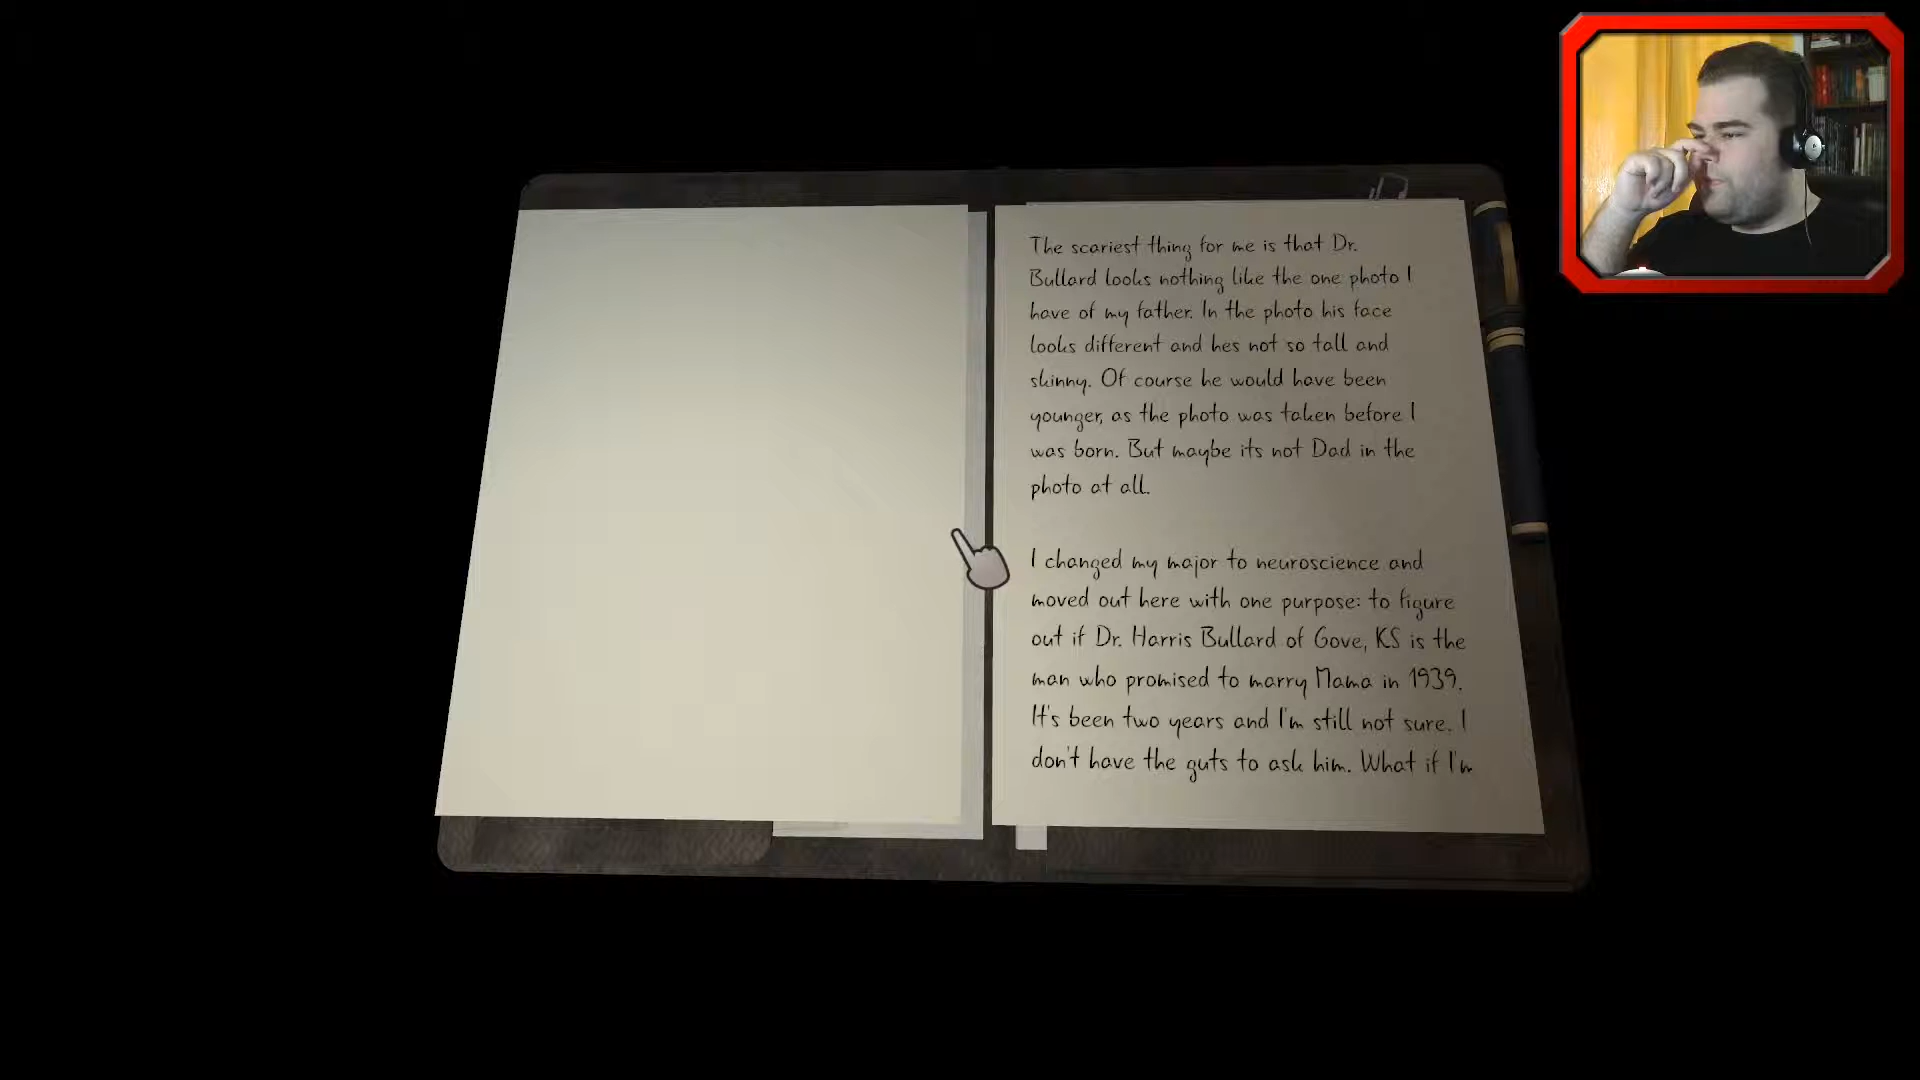 The scariest thing for me is that Dr.
Bullard looks nothing like the one photo I
have of my father. In the photo his face
looks different and hes not so tall and
skinny. Of course he would have been
younger, as the photo was taken before I
was born. But maybe its not Dad in the
photo at all.
I changed my major to neuroscience and
moved out here with one purpose: to figure
out if Dr. Harris Bullard of Gove, KS is the
man who promised to marry Mama in 1939.
It's been two years and I'm still not sure. I
don't have the guts to ask him. What if I'm